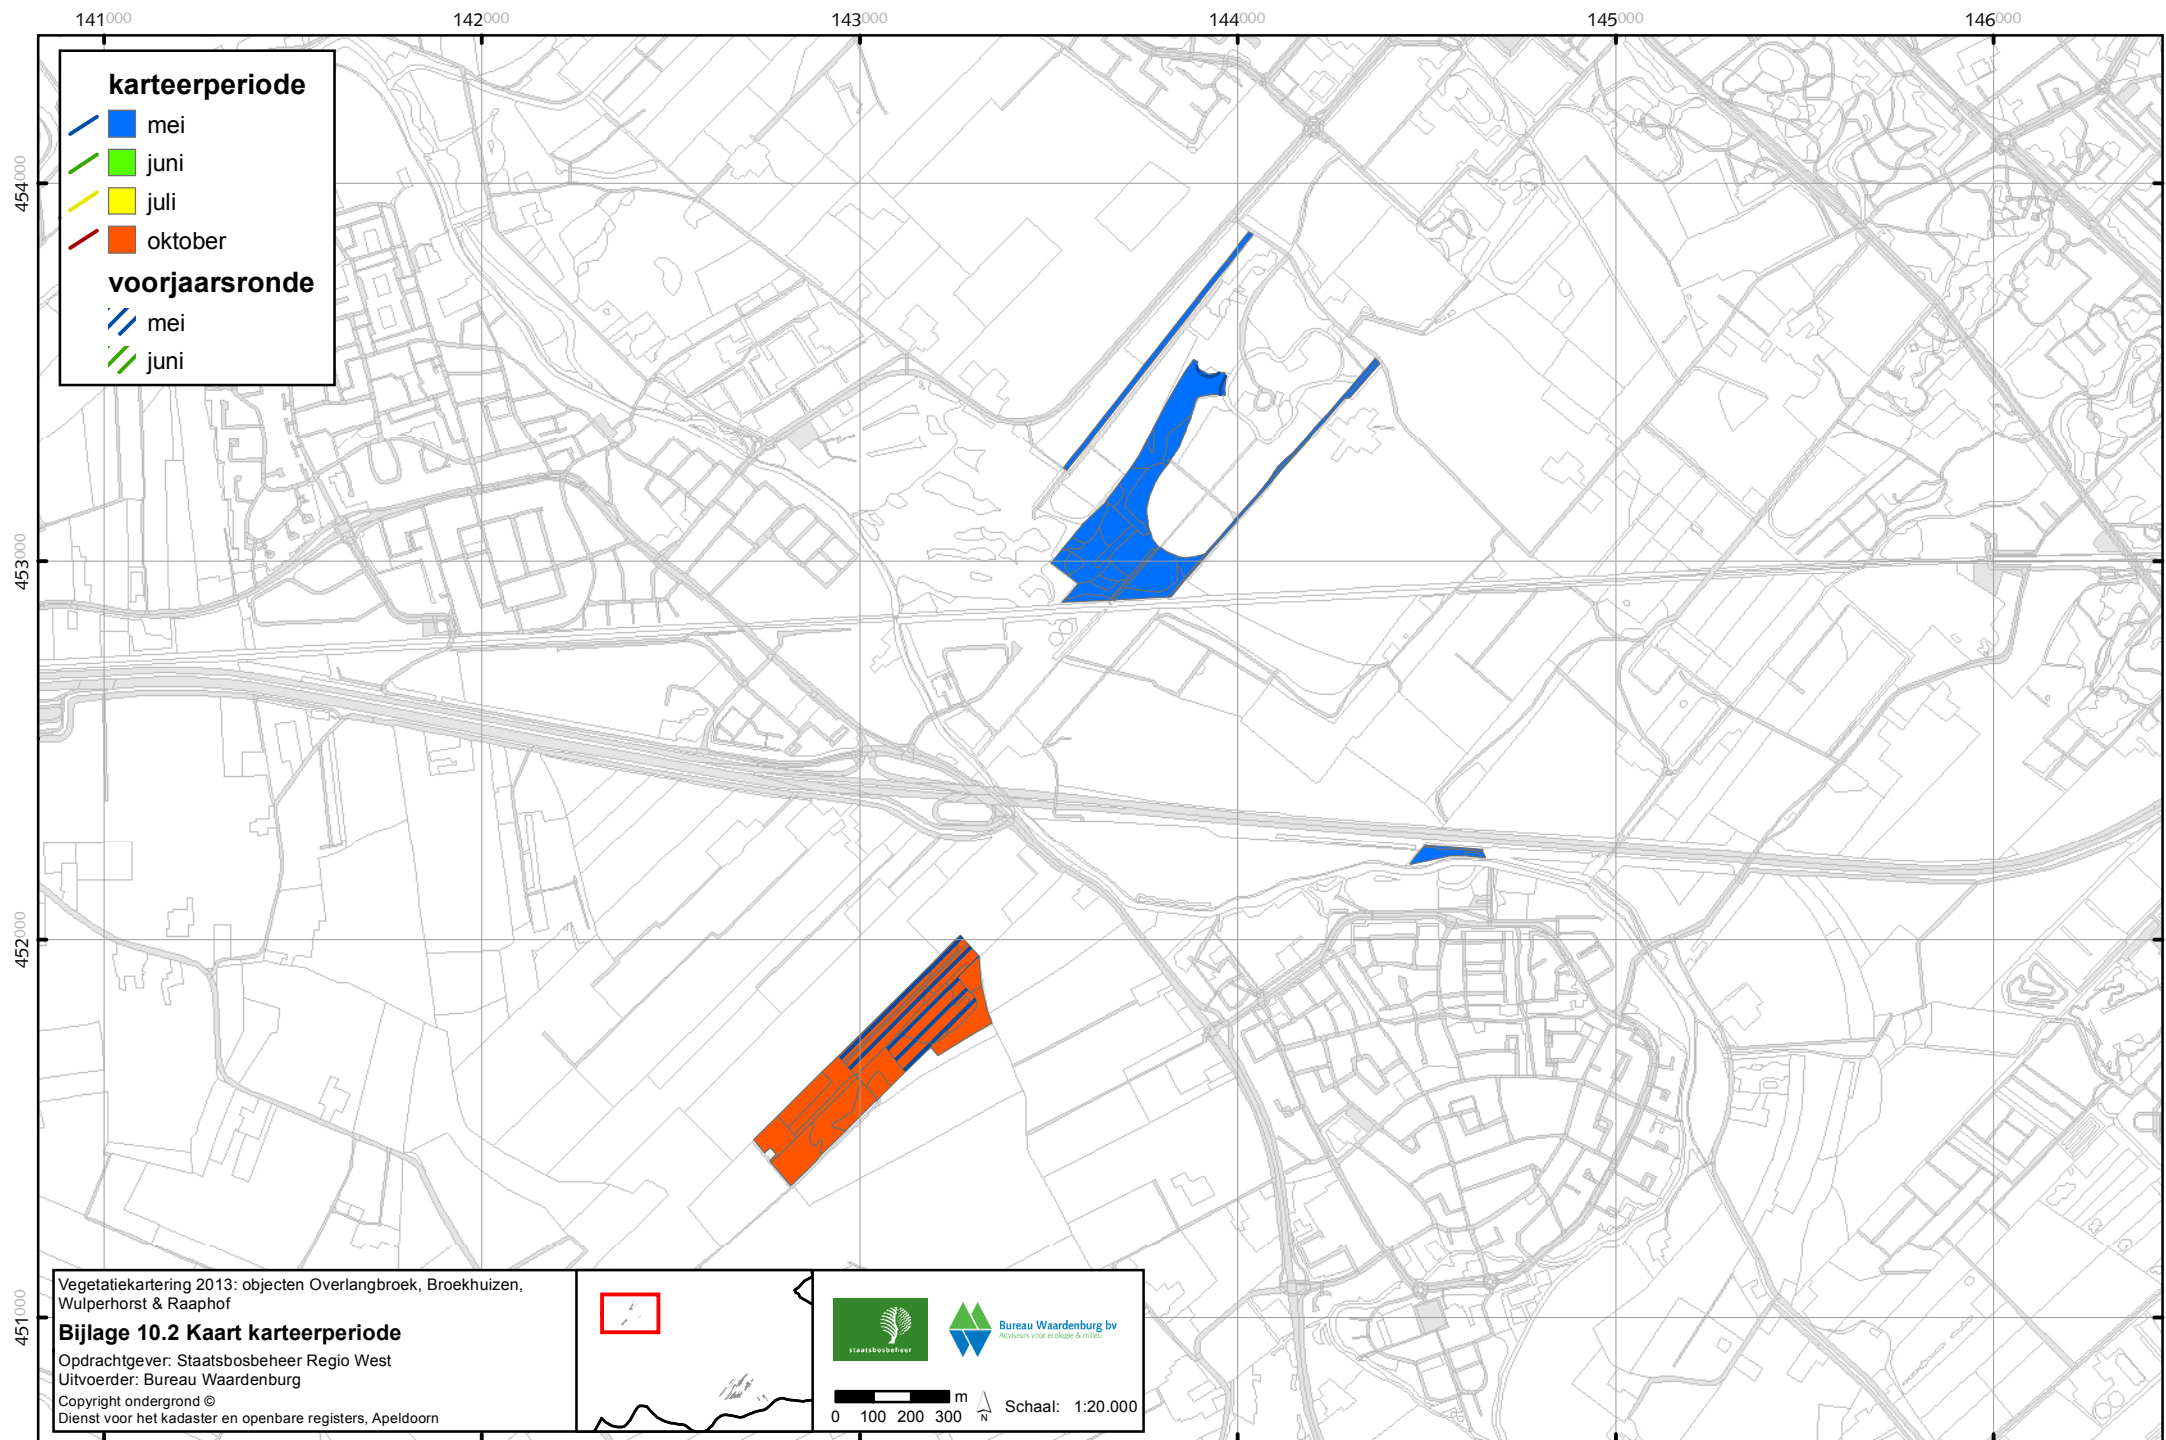 141000 142000 143000 144000 145000 146000
454000
453000
452000
451000
karteerperiode
mei
juni
juli
oktober
voorjaarsronde
mei
juni
Vegetatiekartering 2013: objecten Overlangbroek, Broekhuizen,
Wulperhorst & Raaphof
Bijlage 10.2 Kaart karteerperiode
Opdrachtgever: Staatsbosbeheer Regio West
Uitvoerder: Bureau Waardenburg
Copyright ondergrond ©
Dienst voor het kadaster en openbare registers, Apeldoorn
staatsbosbeheer
Bureau Waardenburg bv
Adviseurs voor ecologie & milieu
m
0 100 200 300
N
Schaal: 1:20.000